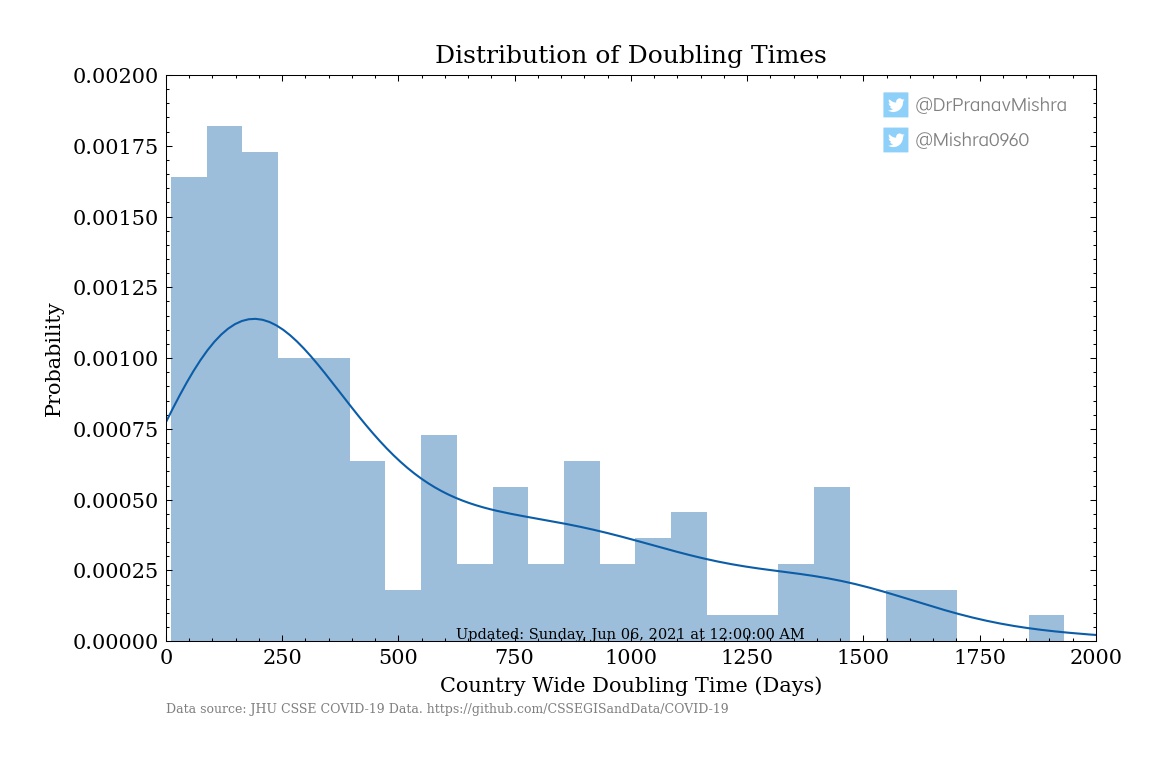 Distribution of Doubling Times
@DrPranavMishra
@Mishra0960
Probability
0.00200
0.00175
0.00150
0.00125
0.00100
0.00075
0.00050
0.00025
0.00000
Updated: Sunday, Jun 06, 2021 at 12:00:00 AM
0 250 500 750 1000 1250 1500 1750 2000
Country Wide Doubling Time (Days)
Data source: JHU CSSE COVID-19 Data. https://github.com/CSSEGISandData/COVID-19